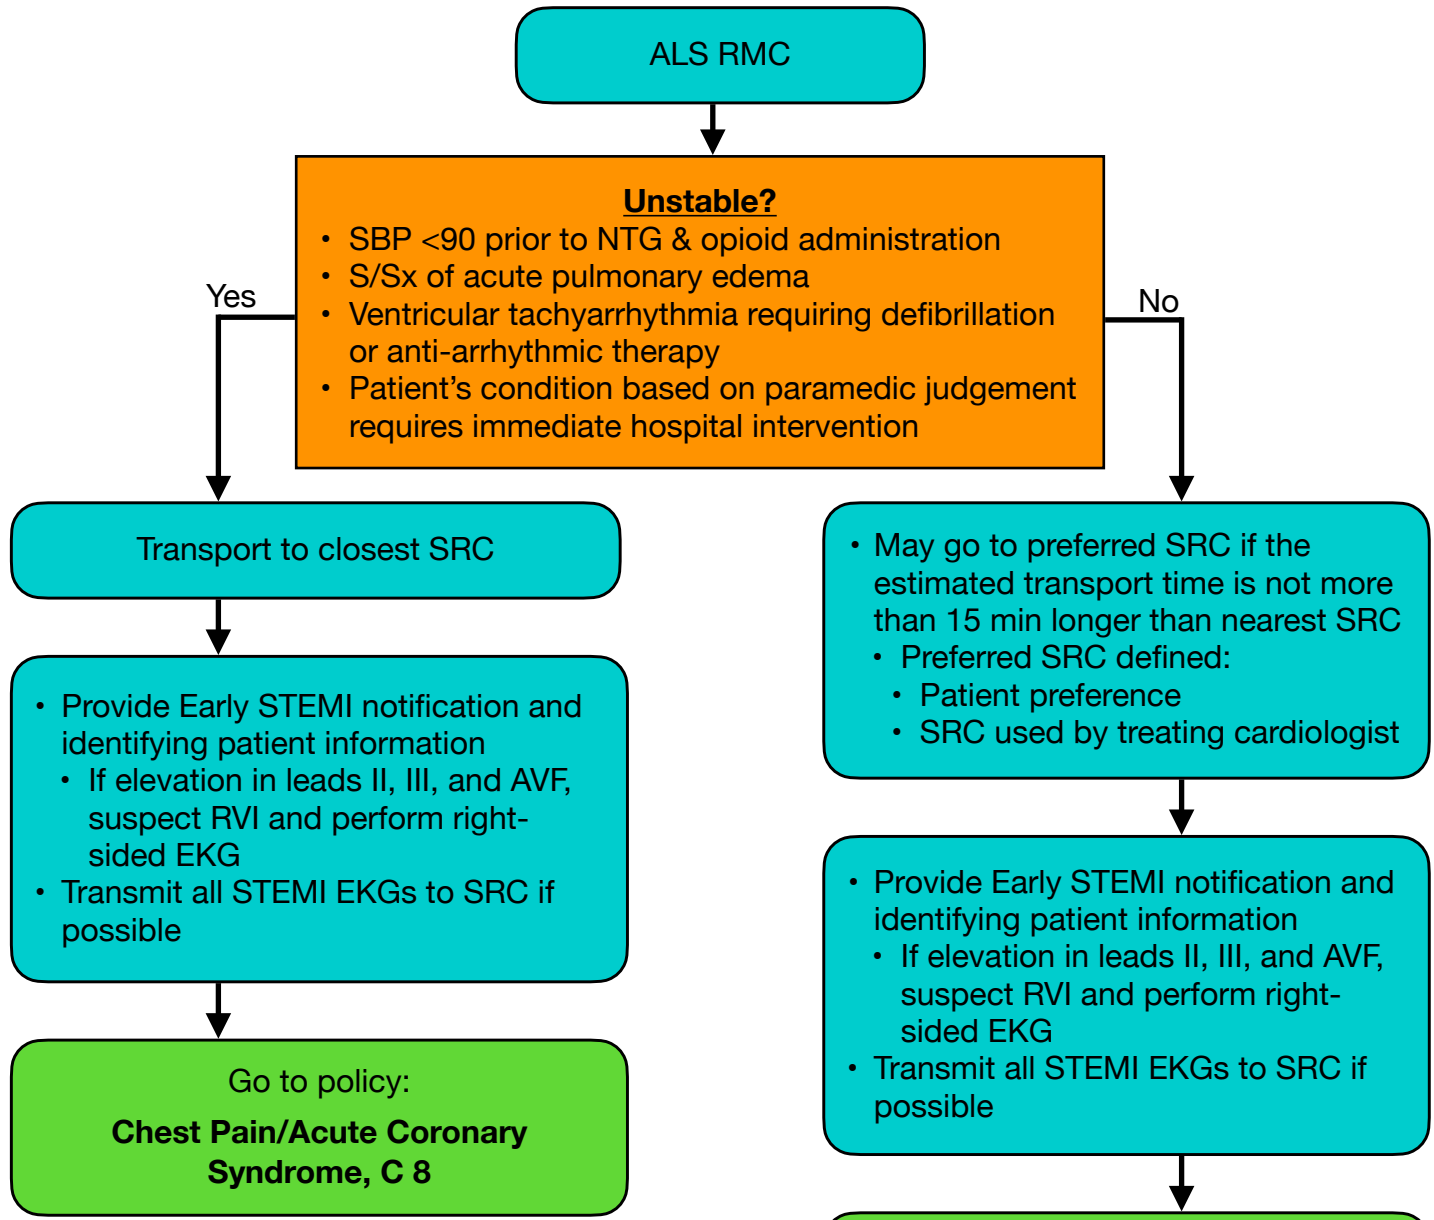 ALS RMC
Unstable?
• SBP <90 prior to NTG & opioid administration
• S/Sx of acute pulmonary edema
• Ventricular tachyarrhythmia requiring defibrillation
or anti-arrhythmic therapy
• Patient's condition based on paramedic judgement
requires immediate hospital intervention
Yes
No
Transport to closest SRC
• Provide Early STEMI notification and
identifying patient information
• If elevation in leads II, III, and AVF,
suspect RVI and perform right-
sided EKG
• Transmit all STEMI EKGs to SRC if
possible
Go to policy:
Chest Pain/Acute Coronary
Syndrome, C 8
• May go to preferred SRC if the
estimated transport time is not more
than 15 min longer than nearest SRC
• Preferred SRC defined:
• Patient preference
• SRC used by treating cardiologist
• Provide Early STEMI notification and
identifying patient information
• If elevation in leads II, III, and AVF,
suspect RVI and perform right-
sided EKG
• Transmit all STEMI EKGs to SRC if
possible